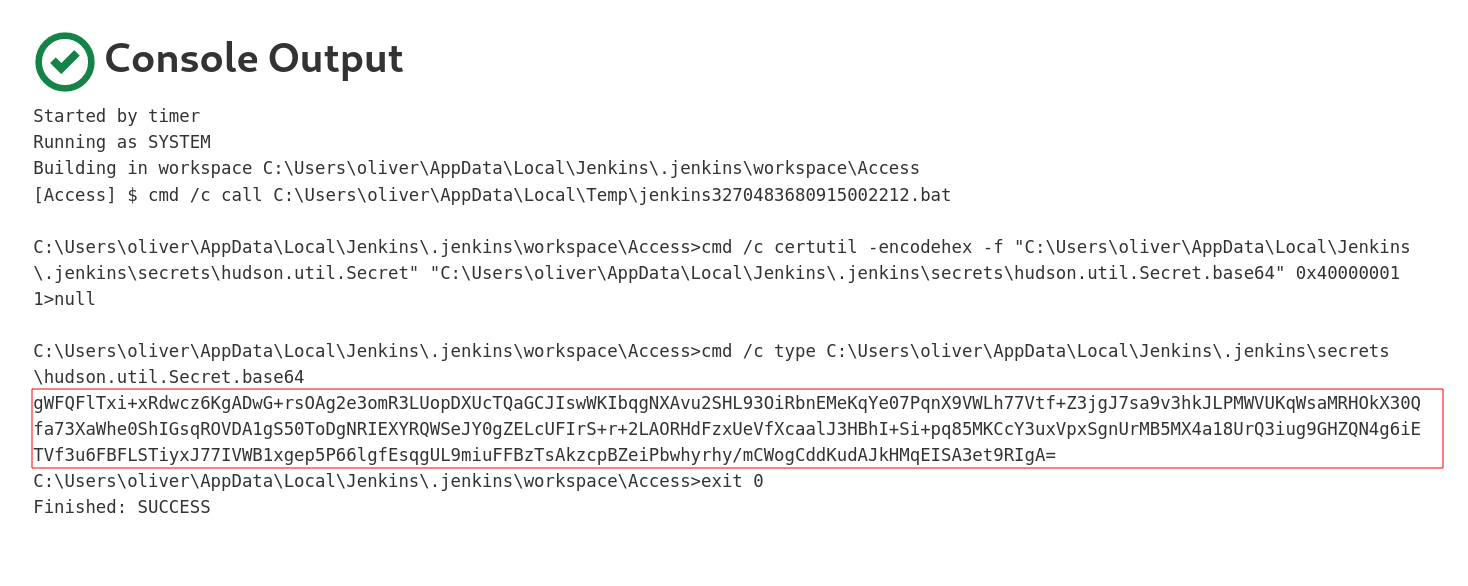 Console Output
Started by timer
Running as SYSTEM
Building in workspace C:\Users\oliver\AppData\Local\Jenkins\.jenkins\workspace\Access
[Access] $ cmd /c call C:\Users\oliver\AppData\Local\Temp\jenkins3270483680915002212.bat
C:\Users\oliver\AppData\Local\Jenkins\.jenkins\workspace\Access>cmd /c certutil -encodehex -f "C:\Users\oliver\AppData\Local\Jenkins
\.jenkins\secrets\hudson.util.Secret" "C:\Users\oliver\AppData\Local\Jenkins\.jenkins\secrets\hudson.util.Secret.base64" 0x40000001
1>null
C:\Users\oliver\AppData\Local\Jenkins\.jenkins\workspace\Access>cmd /c type C:\Users\oliver\AppData\Local\Jenkins\.jenkins\secrets
\hudson.util.Secret.base64
gWFQFlTxi+xRdwcz6KgADwG+rsOAg2e3omR3LUopDXUcTQaGCJIswWKIbqgNXAvu2SHL93OiRbnEMeKqYe07PqnX9VWLh77Vtf+Z3jgJ7sa9v3hkJLPMWVUKqWsaMRHOkX30Q
fa73XaWhe0ShIGsqROVDA1gS50ToDgNRIEXYRQWSeJY0gZELcUFIrS+r+2LAORHdFzxUeVfXcaalJ3HBhI+Si+pq85MKCcY3uxVpxSgnUrMB5MX4a18UrQ3iug9GHZQN4g6iE
TVf3u6FBFLSTiyxJ77IVWB1xgep5P66lgfEsqgUL9miuFFBzTsAkzcpBZeiPbwhyrhy/mCWogCddKudAJkHMqEISA3et9RIgA=
C:\Users\oliver\AppData\Local\Jenkins\.jenkins\workspace\Access>exit 0
Finished: SUCCESS